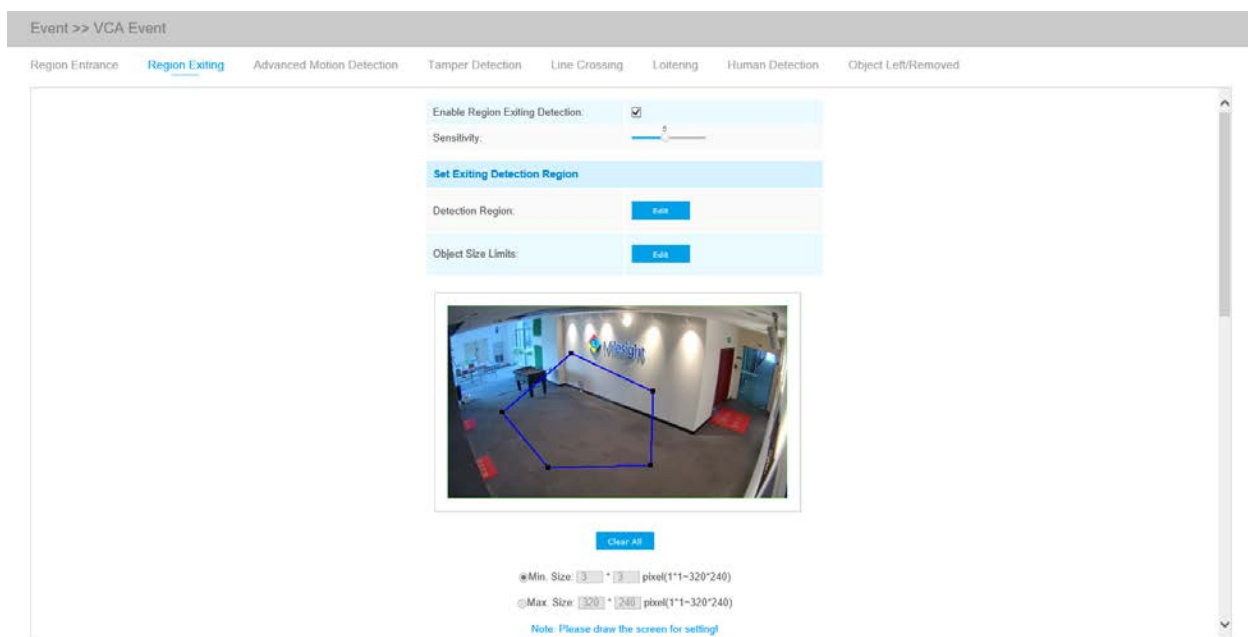 Event >> VCA Event
Region Entrance Region Exiting Advanced Motion Detection Tamper Detection Line Crossing Loitering Human Detection Object Left/Removed
Enable Region Exiting Detection:
5
Sensitivity:
Set Exiting Detection Region
Detection Region: Edit
Object Size Limits: Edit
Milesight
Clear All
Min. Size: 3 * 3 pixel(1*1~320*240)
Max. Size: 320 * 240 pixel(1*1~320*240)
Note: Please draw the screen for setting!